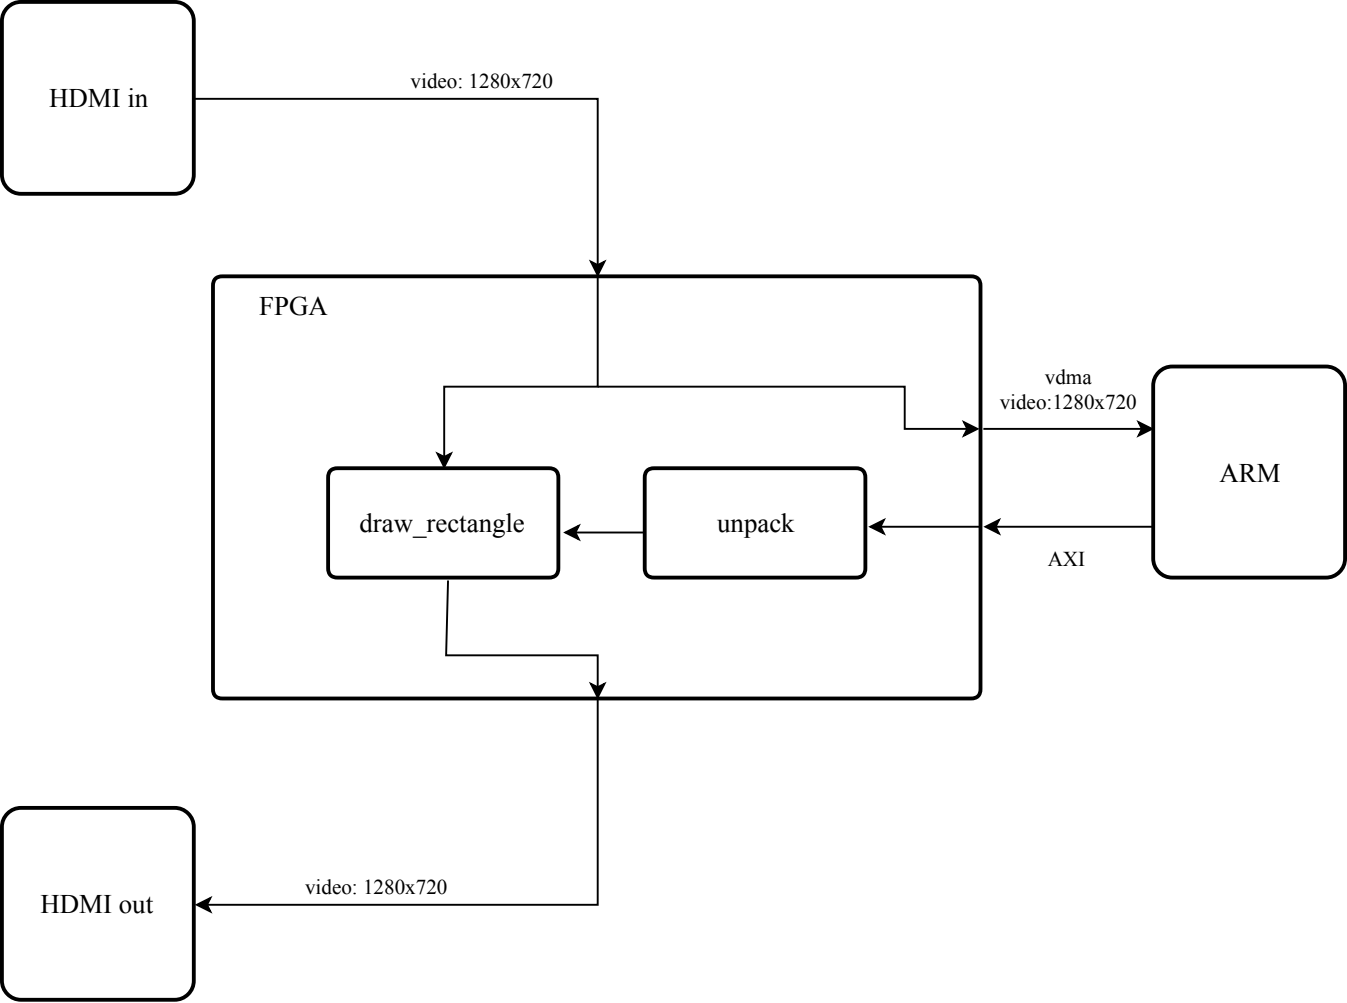 HDMI in
video: 1280x720
FPGA
vdma
video:1280x720
ARM
draw_rectangle
unpack
AXI
video: 1280x720
HDMI out